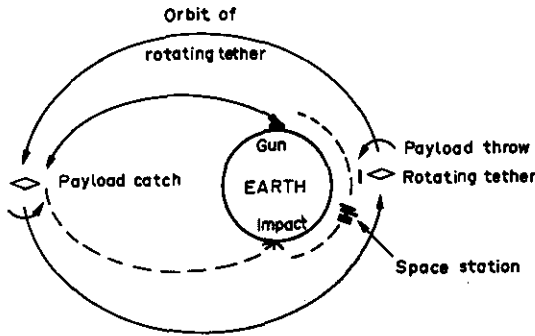 Orbit of
rotating tether
Gun
Payload throw
Payload catch
EARTH
Rotating tether
Impact
Space station